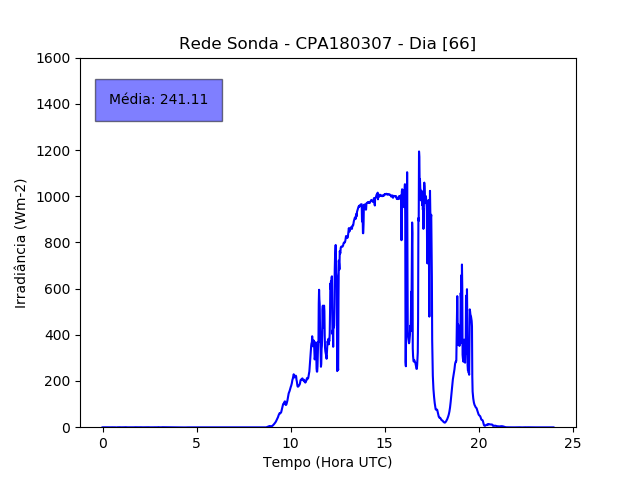 Rede Sonda - CPA180307 - Dia [66]
1600
1400
1200
1000
800
600
400
200
0
Média: 241.11
Irradiância (Wm-2)
0 5 10 15 20 25
Tempo (Hora UTC)